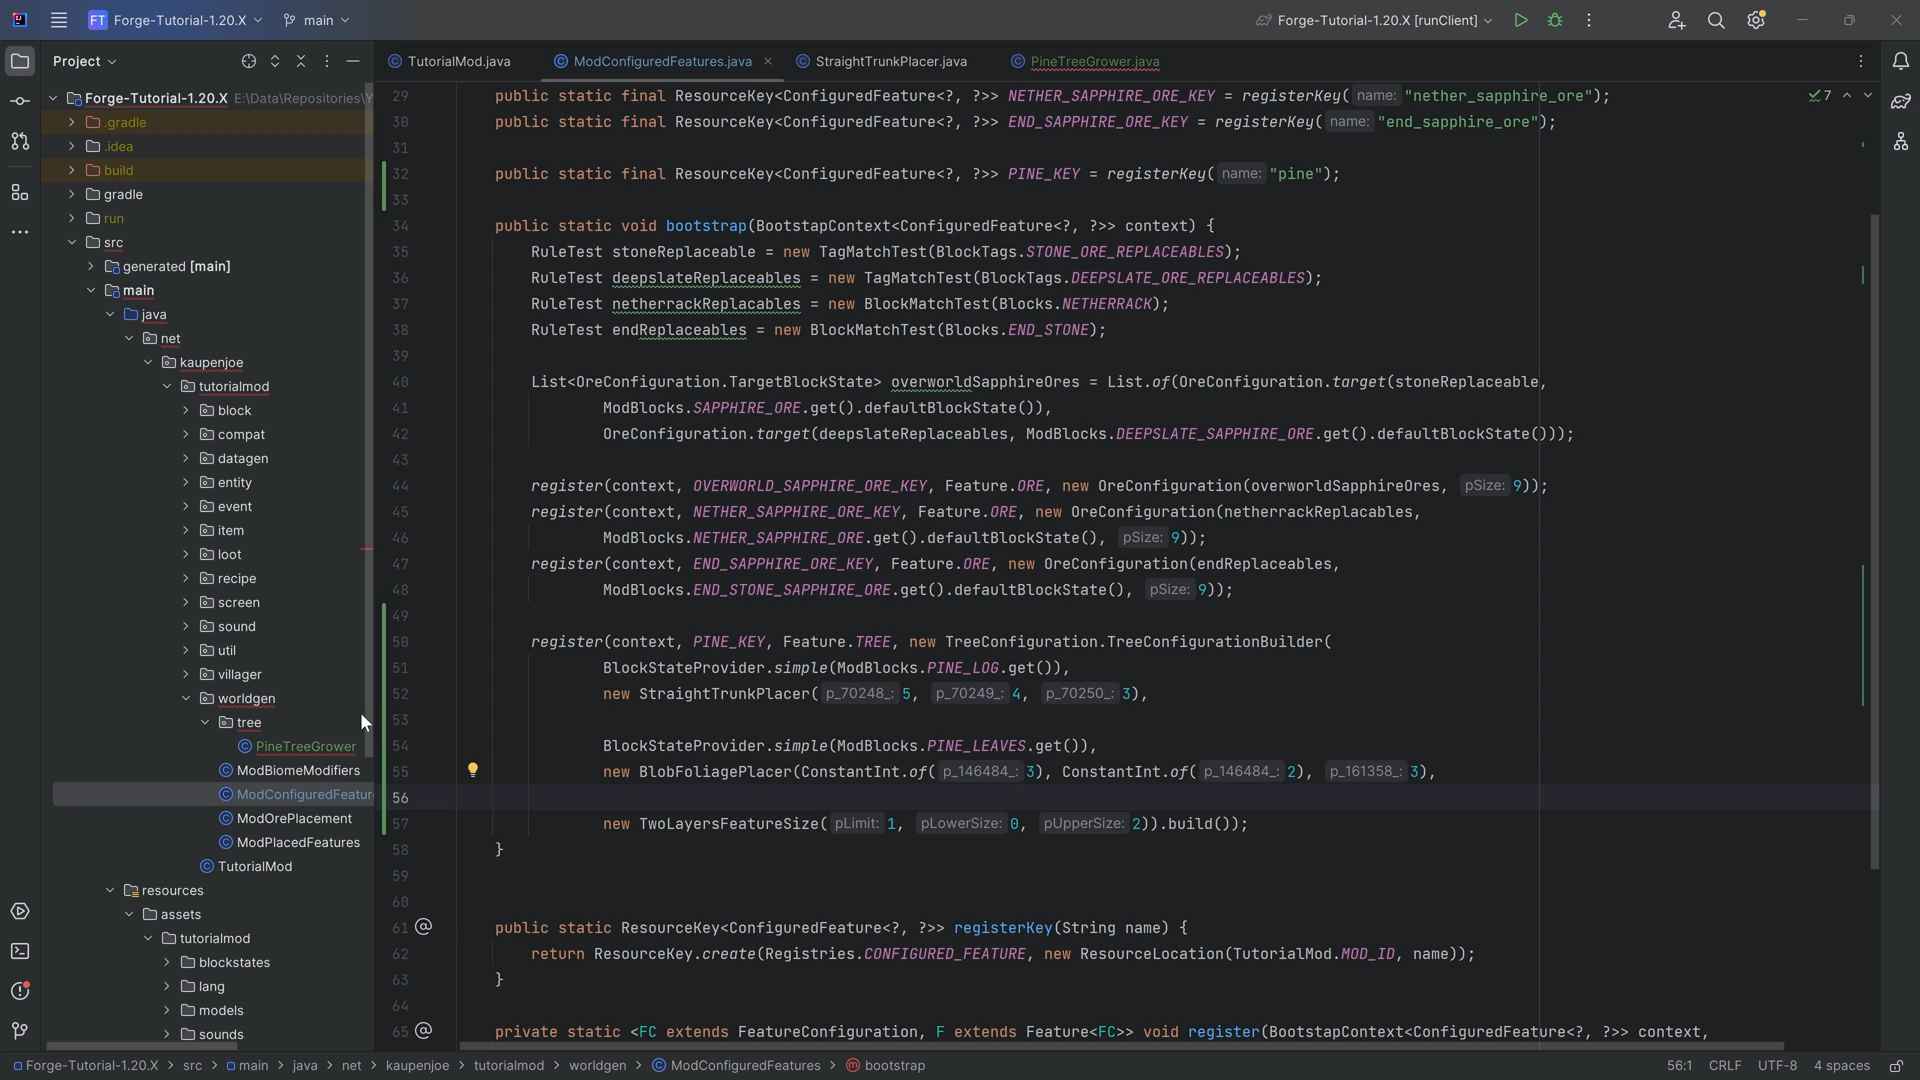 FT Forge-Tutorial-1.20.X main Forge-Tutorial-1.20.X [runClient]
Project
TutorialMod.java ModConfiguredFeatures.java StraightTrunkPlacer.java PineTreeGrower.java
Forge-Tutorial-1.20.X E:\Data\Repositories\Y
.gradle
.idea
build
gradle
run
src
generated [main]
main
java
net
kaupenjoe
tutorialmod
block
compat
datagen
entity
event
item
loot
recipe
screen
sound
util
villager
worldgen
tree
PineTreeGrower
ModBiomeModifiers
ModConfiguredFeatur
ModOrePlacement
ModPlacedFeatures
TutorialMod
resources
assets
tutorialmod
blockstates
lang
models
sounds
29 public static final ResourceKey<ConfiguredFeature<?, ?>> NETHER_SAPPHIRE_ORE_KEY = registerKey( name: "nether_sapphire_ore"); 7
30 public static final ResourceKey<ConfiguredFeature<?, ?>> END_SAPPHIRE_ORE_KEY = registerKey( name: "end_sapphire_ore");
31
32 public static final ResourceKey<ConfiguredFeature<?, ?>> PINE_KEY = registerKey( name: "pine");
33
34 public static void bootstrap(BootstapContext<ConfiguredFeature<?, ?>> context) {
35 RuleTest stoneReplaceable = new TagMatchTest(BlockTags.STONE_ORE_REPLACEABLES);
36 RuleTest deepslateReplaceables = new TagMatchTest(BlockTags.DEEPSLATE_ORE_REPLACEABLES);
37 RuleTest netherrackReplacables = new BlockMatchTest(Blocks.NETHERRACK);
38 RuleTest endReplaceables = new BlockMatchTest(Blocks.END_STONE);
39
40 List<OreConfiguration.TargetBlockState> overworldSapphireOres = List.of(OreConfiguration.target(stoneReplaceable,
41 ModBlocks.SAPPHIRE_ORE.get().defaultBlockState()),
42 OreConfiguration.target(deepslateReplaceables, ModBlocks.DEEPSLATE_SAPPHIRE_ORE.get().defaultBlockState()));
43
44 register(context, OVERWORLD_SAPPHIRE_ORE_KEY, Feature.ORE, new OreConfiguration(overworldSapphireOres, pSize: 9));
45 register(context, NETHER_SAPPHIRE_ORE_KEY, Feature.ORE, new OreConfiguration(netherrackReplacables,
46 ModBlocks.NETHER_SAPPHIRE_ORE.get().defaultBlockState(), pSize: 9));
47 register(context, END_SAPPHIRE_ORE_KEY, Feature.ORE, new OreConfiguration(endReplaceables,
48 ModBlocks.END_STONE_SAPPHIRE_ORE.get().defaultBlockState(), pSize: 9));
49
50 register(context, PINE_KEY, Feature.TREE, new TreeConfiguration.TreeConfigurationBuilder(
51 BlockStateProvider.simple(ModBlocks.PINE_LOG.get()),
52 new StraightTrunkPlacer( p_70248_: 5, p_70249_: 4, p_70250_: 3),
53
54 BlockStateProvider.simple(ModBlocks.PINE_LEAVES.get()),
55 new BlobFoliagePlacer(ConstantInt.of( p_146484_: 3), ConstantInt.of( p_146484_: 2), p_161358_: 3),
56
57 new TwoLayersFeatureSize( pLimit: 1, pLowerSize: 0, pUpperSize: 2)).build());
58 }
59
60
61 @ public static ResourceKey<ConfiguredFeature<?, ?>> registerKey(String name) {
62 return ResourceKey.create(Registries.CONFIGURED_FEATURE, new ResourceLocation(TutorialMod.MOD_ID, name));
63 }
64
65 @ private static <FC extends FeatureConfiguration, F extends Feature<FC>> void register(BootstapContext<ConfiguredFeature<?, ?>> context,
Forge-Tutorial-1.20.X > src > main > java > net > kaupenjoe > tutorialmod > worldgen > ModConfiguredFeatures > bootstrap 56:1 CRLF UTF-8 4 spaces